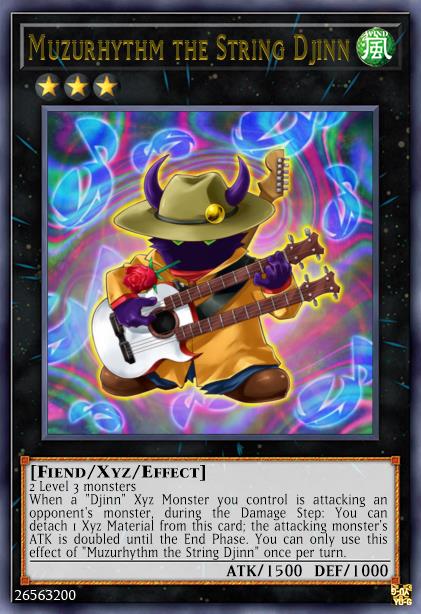 Muzurhythm the String Djinn
WIND
風
[Fiend/Xyz/Effect]
2 Level 3 monsters
When a "Djinn" Xyz Monster you control is attacking an
opponent's monster, during the Damage Step: You can
detach 1 Xyz Material from this card; the attacking monster's
ATK is doubled until the End Phase. You can only use this
effect of "Muzurhythm the String Djinn" once per turn.
ATK/1500 DEF/1000
26563200